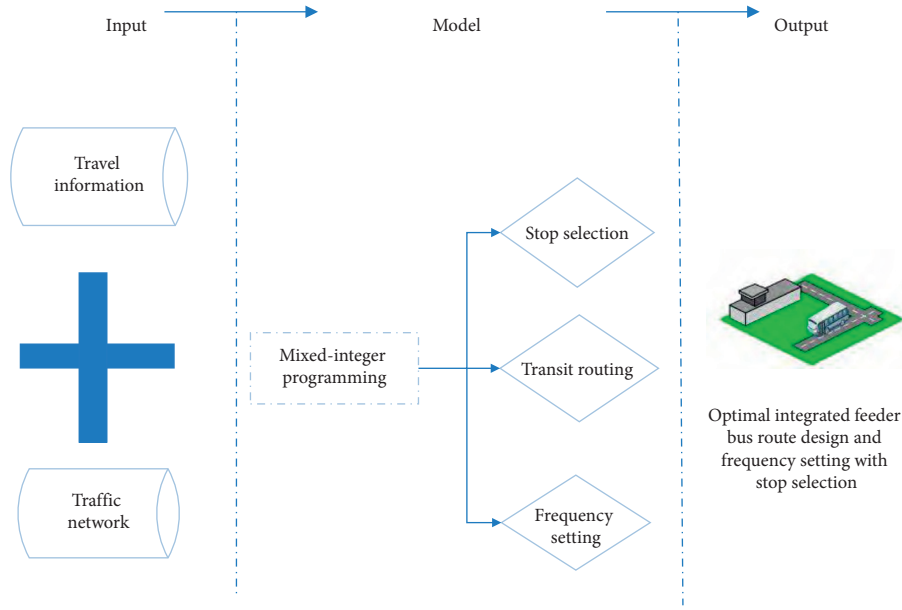 Input
Model
Output
Travel
information
Traffic
network
Mixed-integer
programming
Stop selection
Transit routing
Frequency
setting
Optimal integrated feeder
bus route design and
frequency setting with
stop selection